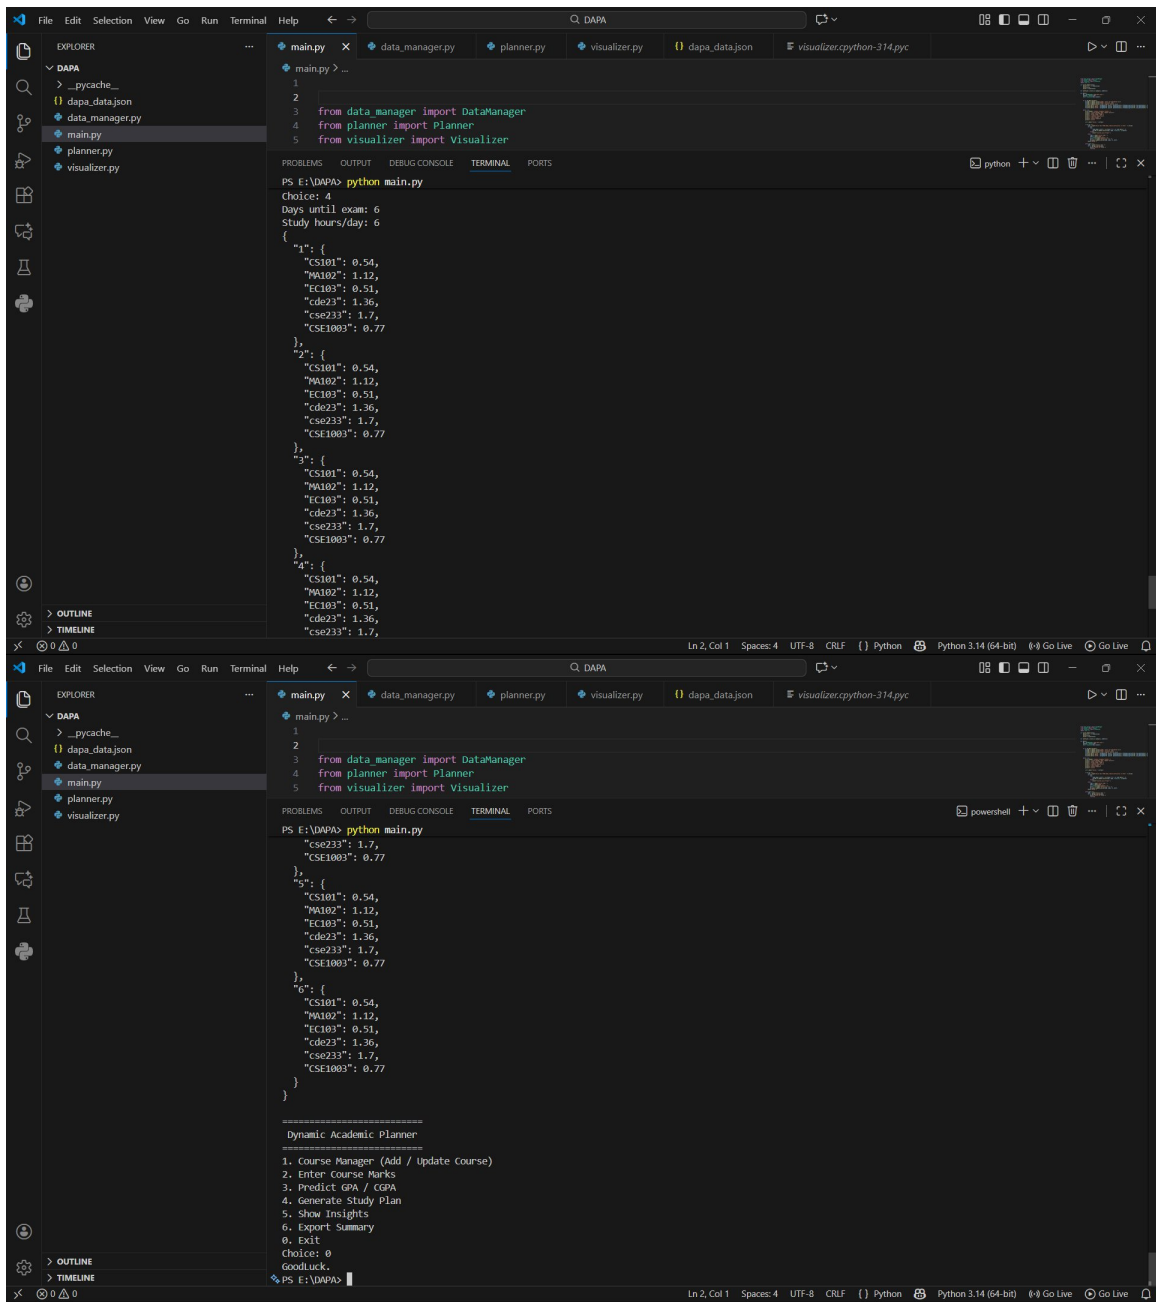 File Edit Selection View Go Run Terminal Help
DAPA
EXPLORER
DAPA
__pycache__
dapa_data.json
data_manager.py
main.py
planner.py
visualizer.py
OUTLINE
TIMELINE
main.py data_manager.py planner.py visualizer.py dapa_data.json visualizer.cpython-314.pyc
main.py > ...
1
2
3 from data_manager import DataManager
4 from planner import Planner
5 from visualizer import Visualizer
PROBLEMS OUTPUT DEBUG CONSOLE TERMINAL PORTS
python
PS E:\DAPA> python main.py
Choice: 4
Days until exam: 6
Study hours/day: 6
{
"1": {
"CS101": 0.54,
"MA102": 1.12,
"EC103": 0.51,
"cde23": 1.36,
"cse233": 1.7,
"CSE1003": 0.77
},
"2": {
"CS101": 0.54,
"MA102": 1.12,
"EC103": 0.51,
"cde23": 1.36,
"cse233": 1.7,
"CSE1003": 0.77
},
"3": {
"CS101": 0.54,
"MA102": 1.12,
"EC103": 0.51,
"cde23": 1.36,
"cse233": 1.7,
"CSE1003": 0.77
},
"4": {
"CS101": 0.54,
"MA102": 1.12,
"EC103": 0.51,
"cde23": 1.36,
"cse233": 1.7,
0 0 Ln 2, Col 1 Spaces: 4 UTF-8 CRLF { } Python Python 3.14 (64-bit) Go Live Go Live
File Edit Selection View Go Run Terminal Help
DAPA
EXPLORER
DAPA
__pycache__
dapa_data.json
data_manager.py
main.py
planner.py
visualizer.py
OUTLINE
TIMELINE
main.py data_manager.py planner.py visualizer.py dapa_data.json visualizer.cpython-314.pyc
main.py > ...
1
2
3 from data_manager import DataManager
4 from planner import Planner
5 from visualizer import Visualizer
PROBLEMS OUTPUT DEBUG CONSOLE TERMINAL PORTS
powershell
PS E:\DAPA> python main.py
"cse233": 1.7,
"CSE1003": 0.77
},
"5": {
"CS101": 0.54,
"MA102": 1.12,
"EC103": 0.51,
"cde23": 1.36,
"cse233": 1.7,
"CSE1003": 0.77
},
"6": {
"CS101": 0.54,
"MA102": 1.12,
"EC103": 0.51,
"cde23": 1.36,
"cse233": 1.7,
"CSE1003": 0.77
}
}
==========================
Dynamic Academic Planner
==========================
1. Course Manager (Add / Update Course)
2. Enter Course Marks
3. Predict GPA / CGPA
4. Generate Study Plan
5. Show Insights
6. Export Summary
0. Exit
Choice: 0
GoodLuck.
PS E:\DAPA>
0 0 Ln 2, Col 1 Spaces: 4 UTF-8 CRLF { } Python Python 3.14 (64-bit) Go Live Go Live